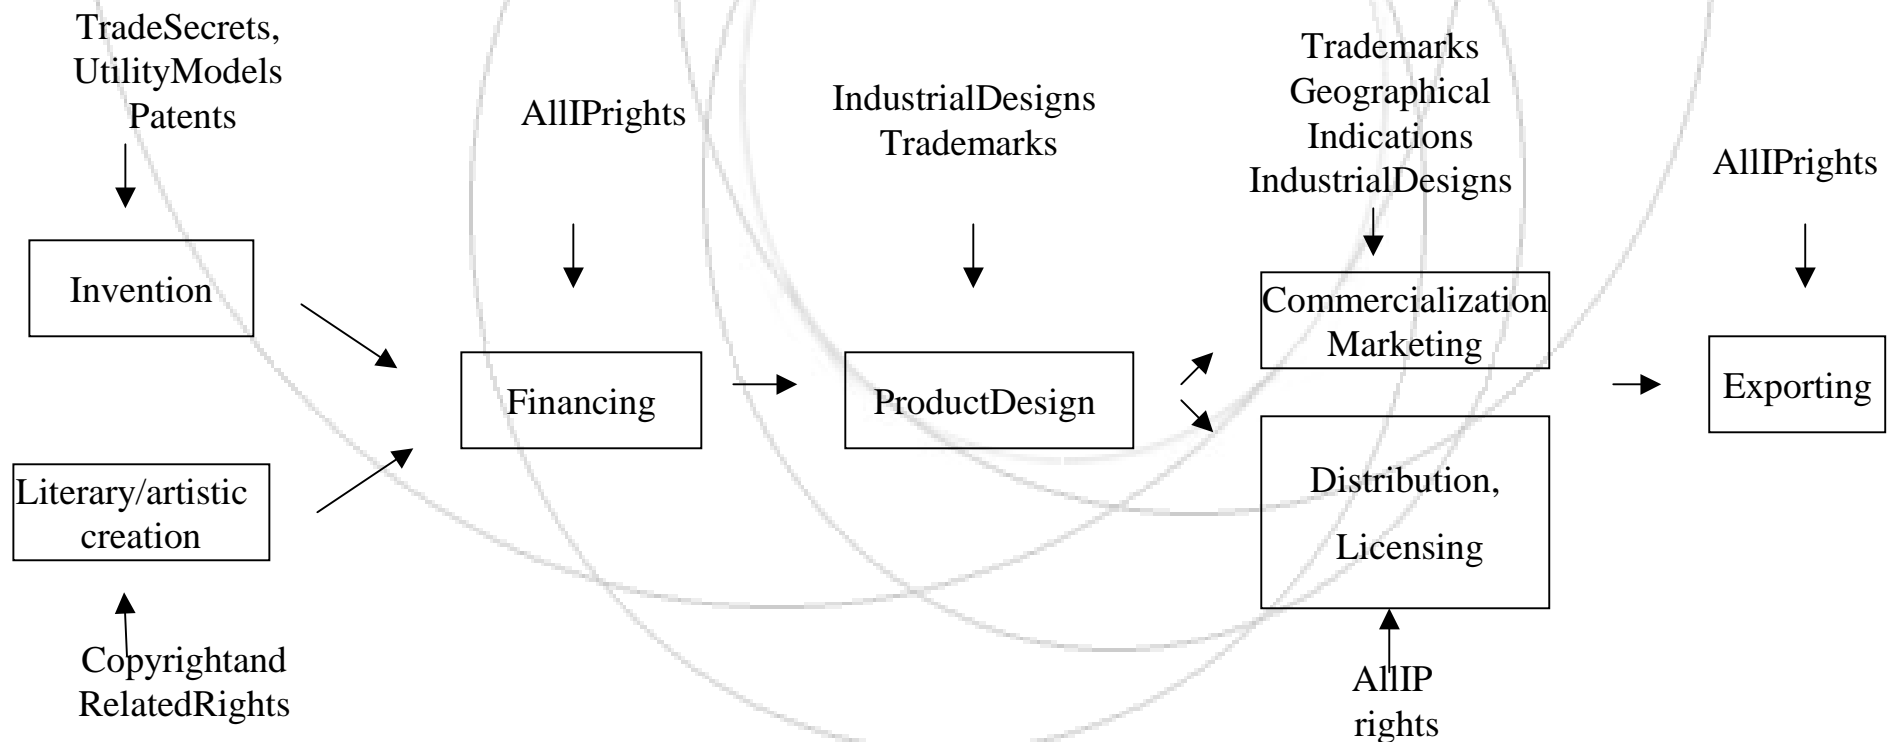 TradeSecrets,
UtilityModels
Patents
AllIPrights
IndustrialDesigns
Trademarks
Trademarks
Geographical
Indications
IndustrialDesigns
AllIPrights
Invention
Financing
ProductDesign
Commercialization
Marketing
Exporting
Literary/artistic
creation
Distribution,
Licensing
Copyrightand
RelatedRights
AllIP
rights